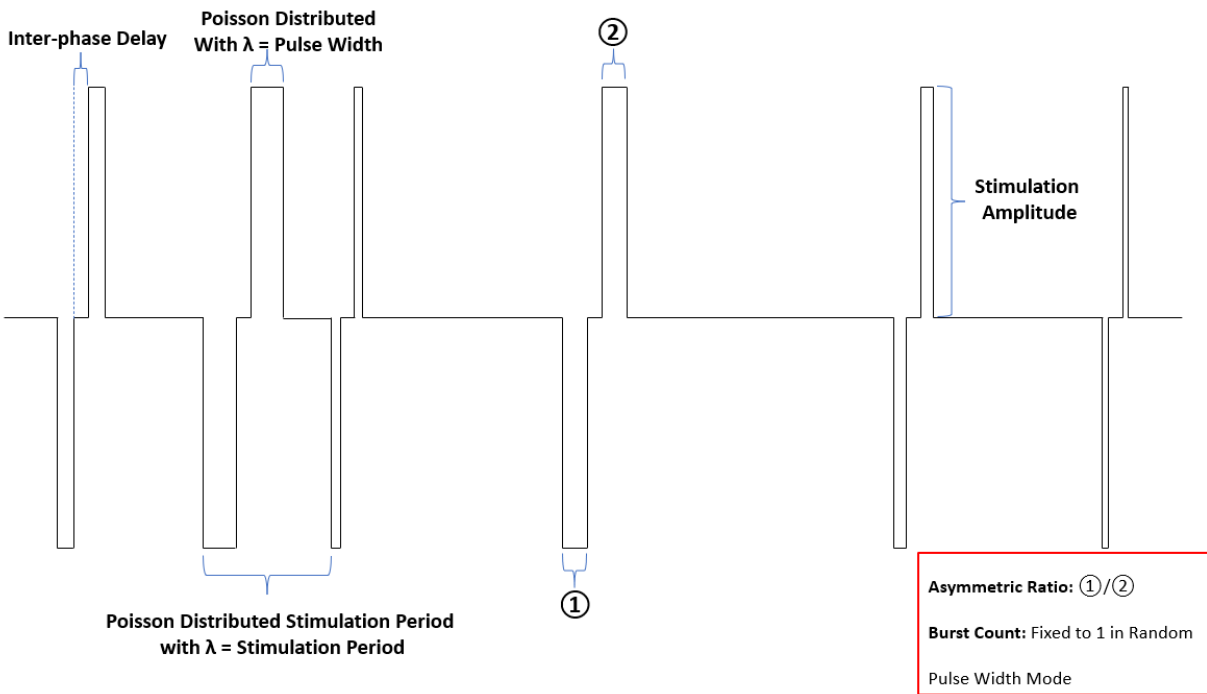 Poisson Distributed
With λ = Pulse Width
Inter-phase Delay
②
Stimulation
Amplitude
①
Poisson Distributed Stimulation Period
with λ = Stimulation Period
Asymmetric Ratio: ①/②
Burst Count: Fixed to 1 in Random
Pulse Width Mode